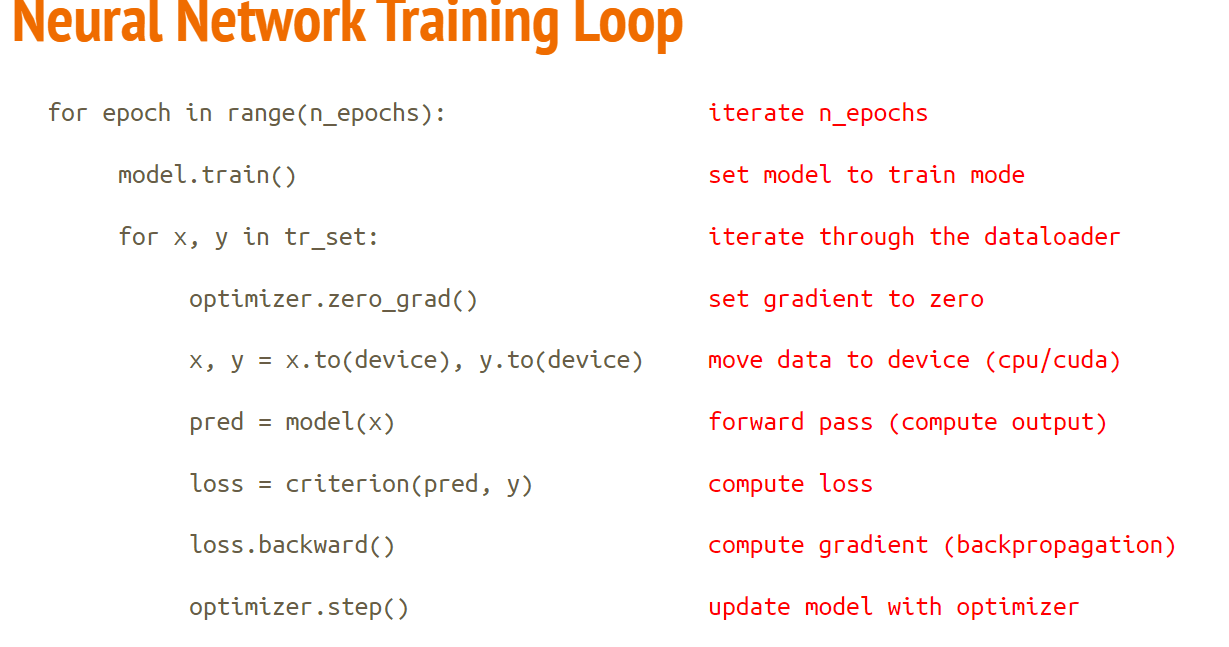 Neural Network Training Loop
for epoch in range(n_epochs): iterate n_epochs
model.train() set model to train mode
for x, y in tr_set: iterate through the dataloader
optimizer.zero_grad() set gradient to zero
x, y = x.to(device), y.to(device) move data to device (cpu/cuda)
pred = model(x) forward pass (compute output)
loss = criterion(pred, y) compute loss
loss.backward() compute gradient (backpropagation)
optimizer.step() update model with optimizer